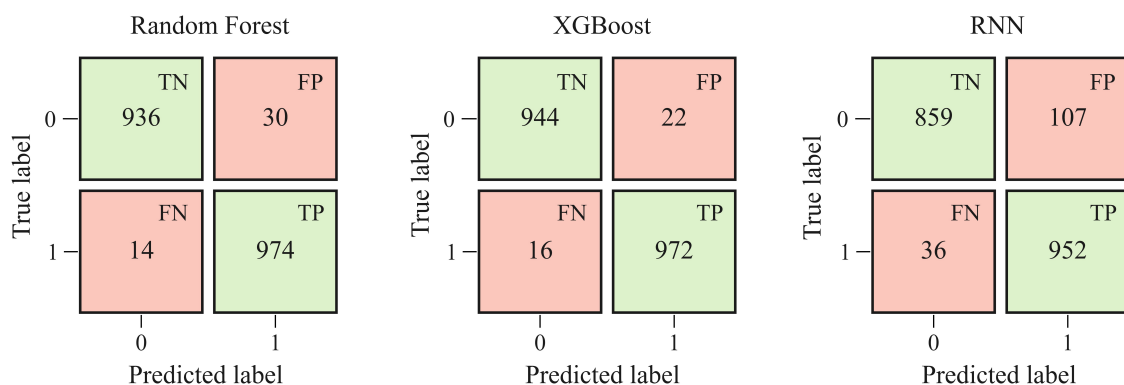 Random Forest
TN
FP
0
936
30
FN
TP
1
14
974
0
1
Predicted label
True label
XGBoost
TN
FP
0
944
22
FN
TP
1
16
972
0
1
Predicted label
True label
RNN
TN
FP
0
859
107
FN
TP
1
36
952
0
1
Predicted label
True label